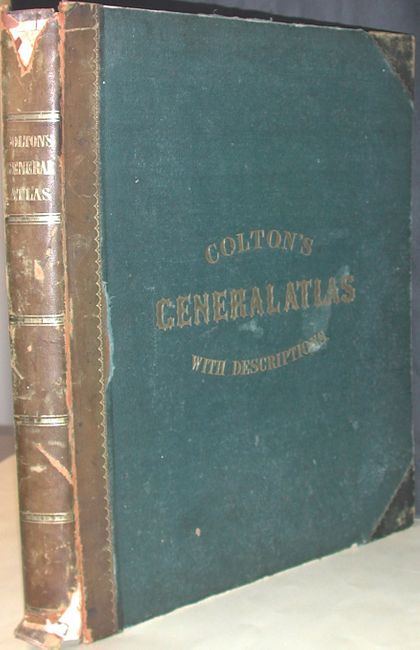 COLTON'S
GENERAL
ATLAS
COLTON'S
GENERAL ATLAS
WITH DESCRIPTIONS